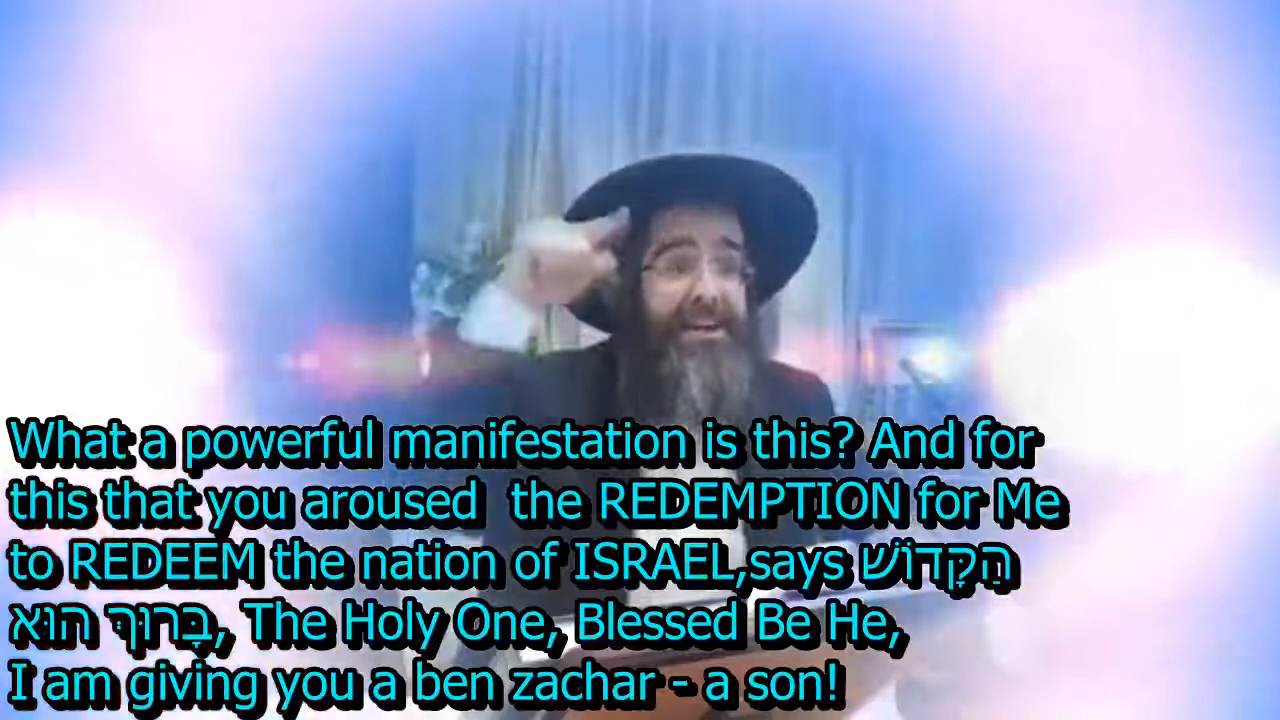 What a powerful manifestation is this? And for
this that you aroused  the REDEMPTION for Me
to REDEEM the nation of ISRAEL,says הַקָּדוֹשׁ
בָּרוּךְ הוּא, The Holy One, Blessed Be He,
I am giving you a ben zachar - a son!